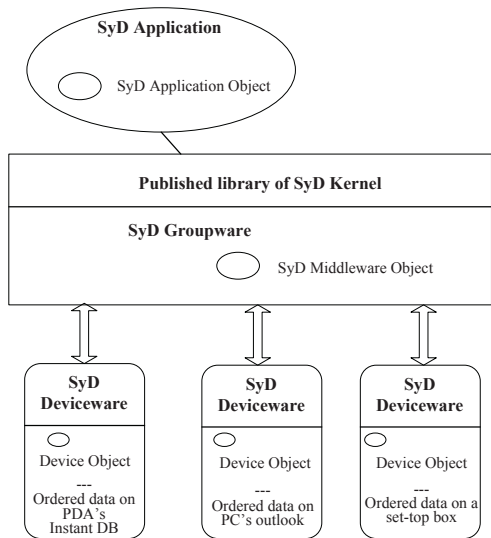 SyD Application
SyD Application Object
Published library of SyD Kernel
SyD Groupware
SyD Middleware Object
SyD
Deviceware
Device Object
---
Ordered data on
PDA's
Instant DB
SyD
Deviceware
Device Object
---
Ordered data on
PC's outlook
SyD
Deviceware
Device Object
---
Ordered data on a
set-top box